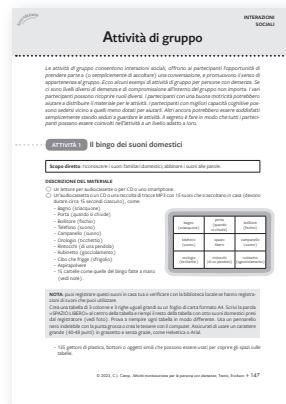 INTERAZIONI
SOCIALI
Attività di gruppo
Le attività di gruppo consentono interazioni sociali, offrono ai partecipanti l'opportunità di
prendere parte a (o semplicemente di ascoltare) una conversazione, e promuovono il senso di
appartenenza al gruppo. Ecco alcuni esempi di attività di gruppo per persone con demenza. Se
ci sono livelli diversi di demenza e di compromissione all'interno del gruppo non importa. I vari
partecipanti possono ricoprire ruoli diversi. I partecipanti con una buona motricità potrebbero
aiutare a distribuire il materiale per le attività. I partecipanti con migliori capacità cognitive pos-
sono sedersi vicino a quelli meno dotati per aiutarli. Altri ancora potrebbero essere soddisfatti
semplicemente stando seduti a guardare le attività. Il segreto è fare in modo che tutti i parteci-
panti possano essere coinvolti nell'attività a un livello adatto a loro.
ATTIVITÀ 1 Il bingo dei suoni domestici
Scopo diretto: riconoscere i suoni familiari domestici; abbinare i suoni alle parole.
DESCRIZIONE DEL MATERIALE
Un lettore per audiocassette o per CD o uno smartphone.
Un'audiocassetta o un CD o una raccolta di tracce MP3 con 15 suoni che si ascoltano in casa (devono
durare circa 15 secondi ciascuno), come
– Bagno (sciacquone)
– Porta (quando si chiude)
– Bollitore (fischio)
– Telefono (suono)
– Campanello (suono)
– Orologio (ticchettio)
– Rintocchi (di una pendola)
– Rubinetto (gocciolamento)
– Cibo che frigge (sfrigolio)
– Aspirapolvere
– 15 cartelle come quelle del bingo fatte a mano
(vedi note).
bagno
(sciacquone)
porta
(quando
si chiude)
bollitore
(fischio)
telefono
(suono)
spazio
libero
campanello
(suono)
orologio
(ticchettio)
rintocchi
(di una pendola)
rubinetto
(gocciolamento)
NOTA: puoi registrare questi suoni in casa tua o verificare con la biblioteca locale se hanno registra-
zioni di suoni che puoi utilizzare.
Crea una tabella di 3 colonne e 3 righe uguali grandi su un foglio di carta formato A4. Scrivi la parola
«SPAZIO LIBERO» al centro della tabella e riempi il resto della tabella con otto suoni domestici presi
dal registratore (vedi foto). Prova a riempire ogni tabella in modo differente. Usa un pennarello
nero indelebile con la punta grossa o crea le tessere con il computer. Assicurati di usare un carattere
grande (40-48 punti) in grassetto e senza grazie, come Helvetica o Arial.
– 135 gettoni di plastica, bottoni o oggetti simili che possono essere usati per coprire gli spazi sulle
tabelle.
© 2023, C.J. Camp, Attività montessoriane per le persone con demenza, Trento, Erickson • 147